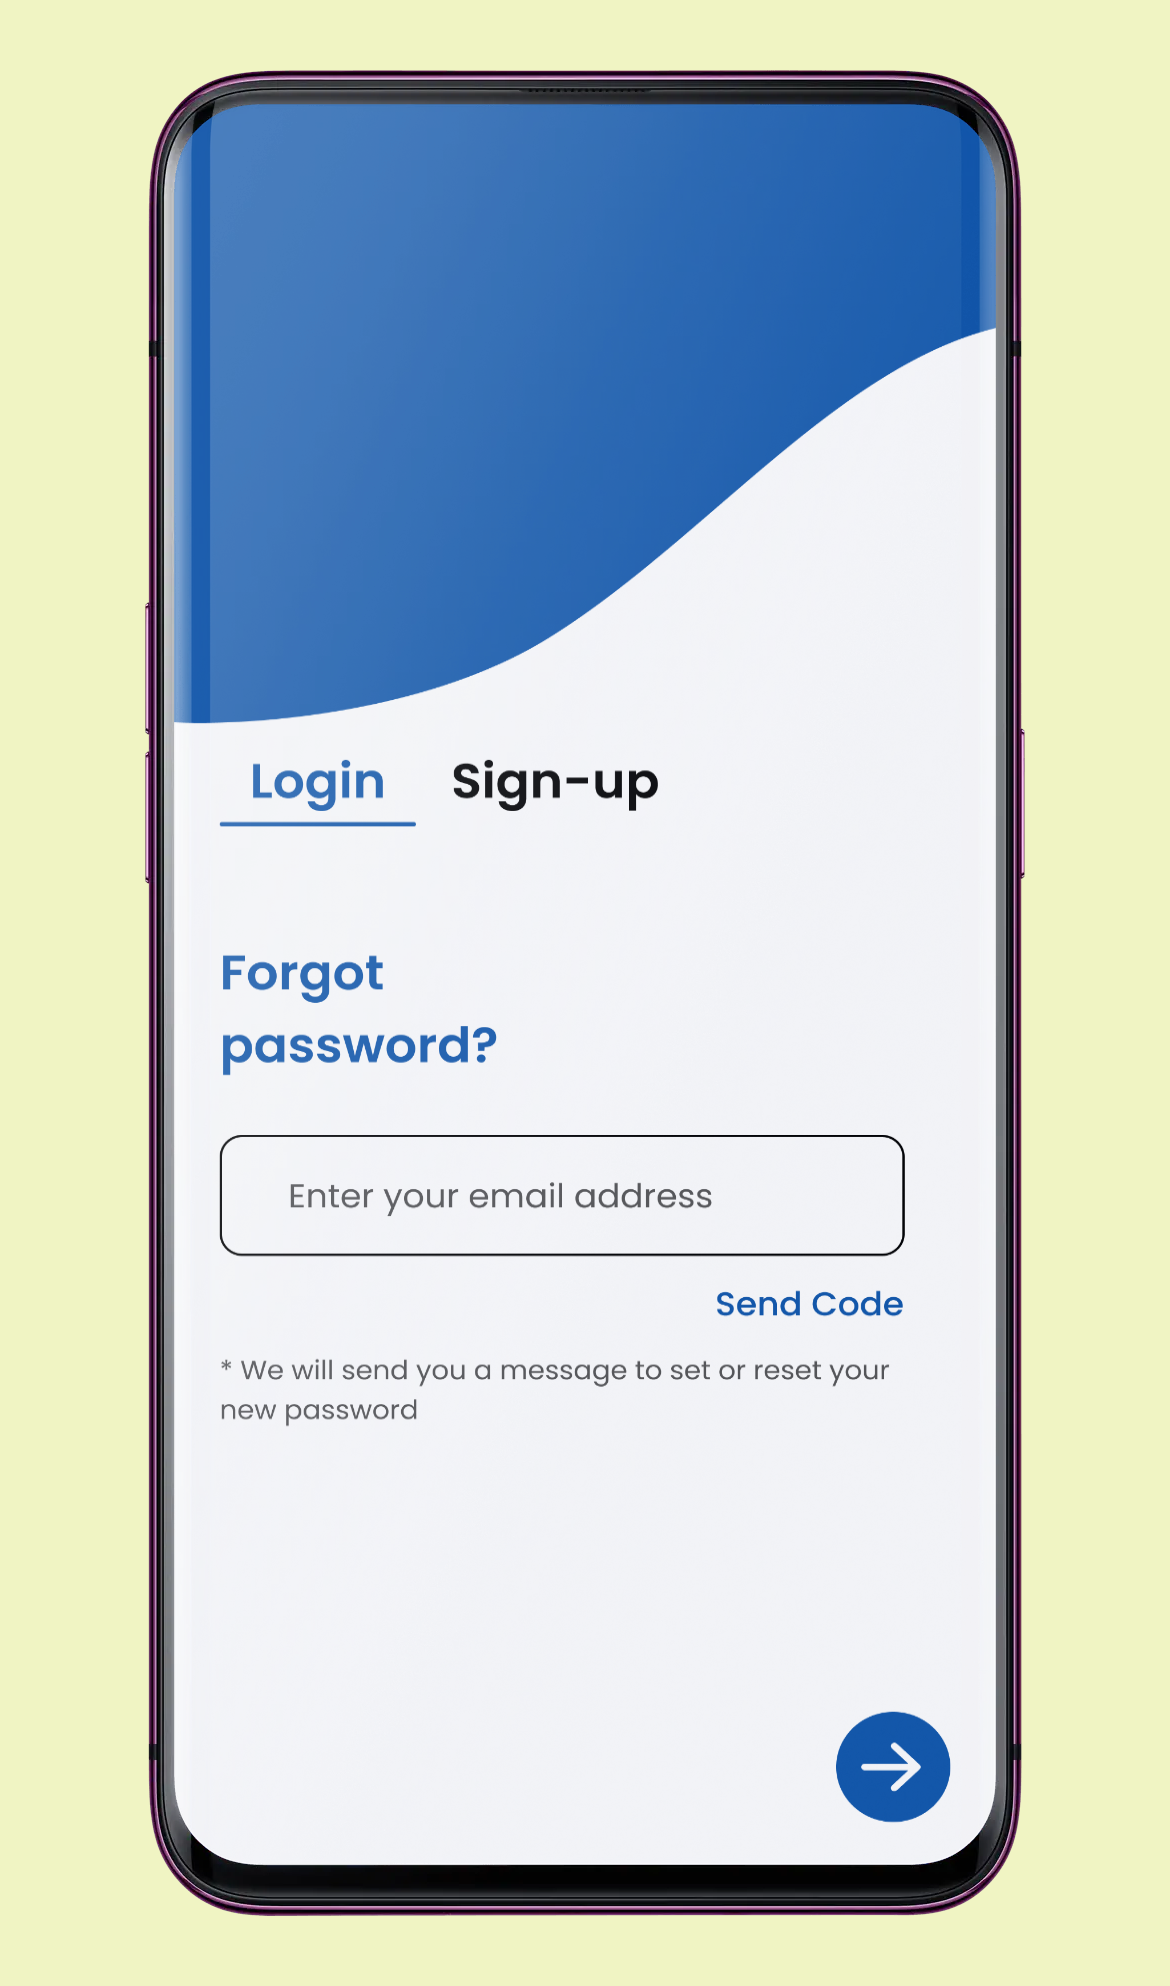 Login Sign-up
Forgot
password?
Enter your email address
Send Code
* We will send you a message to set or reset your
new password